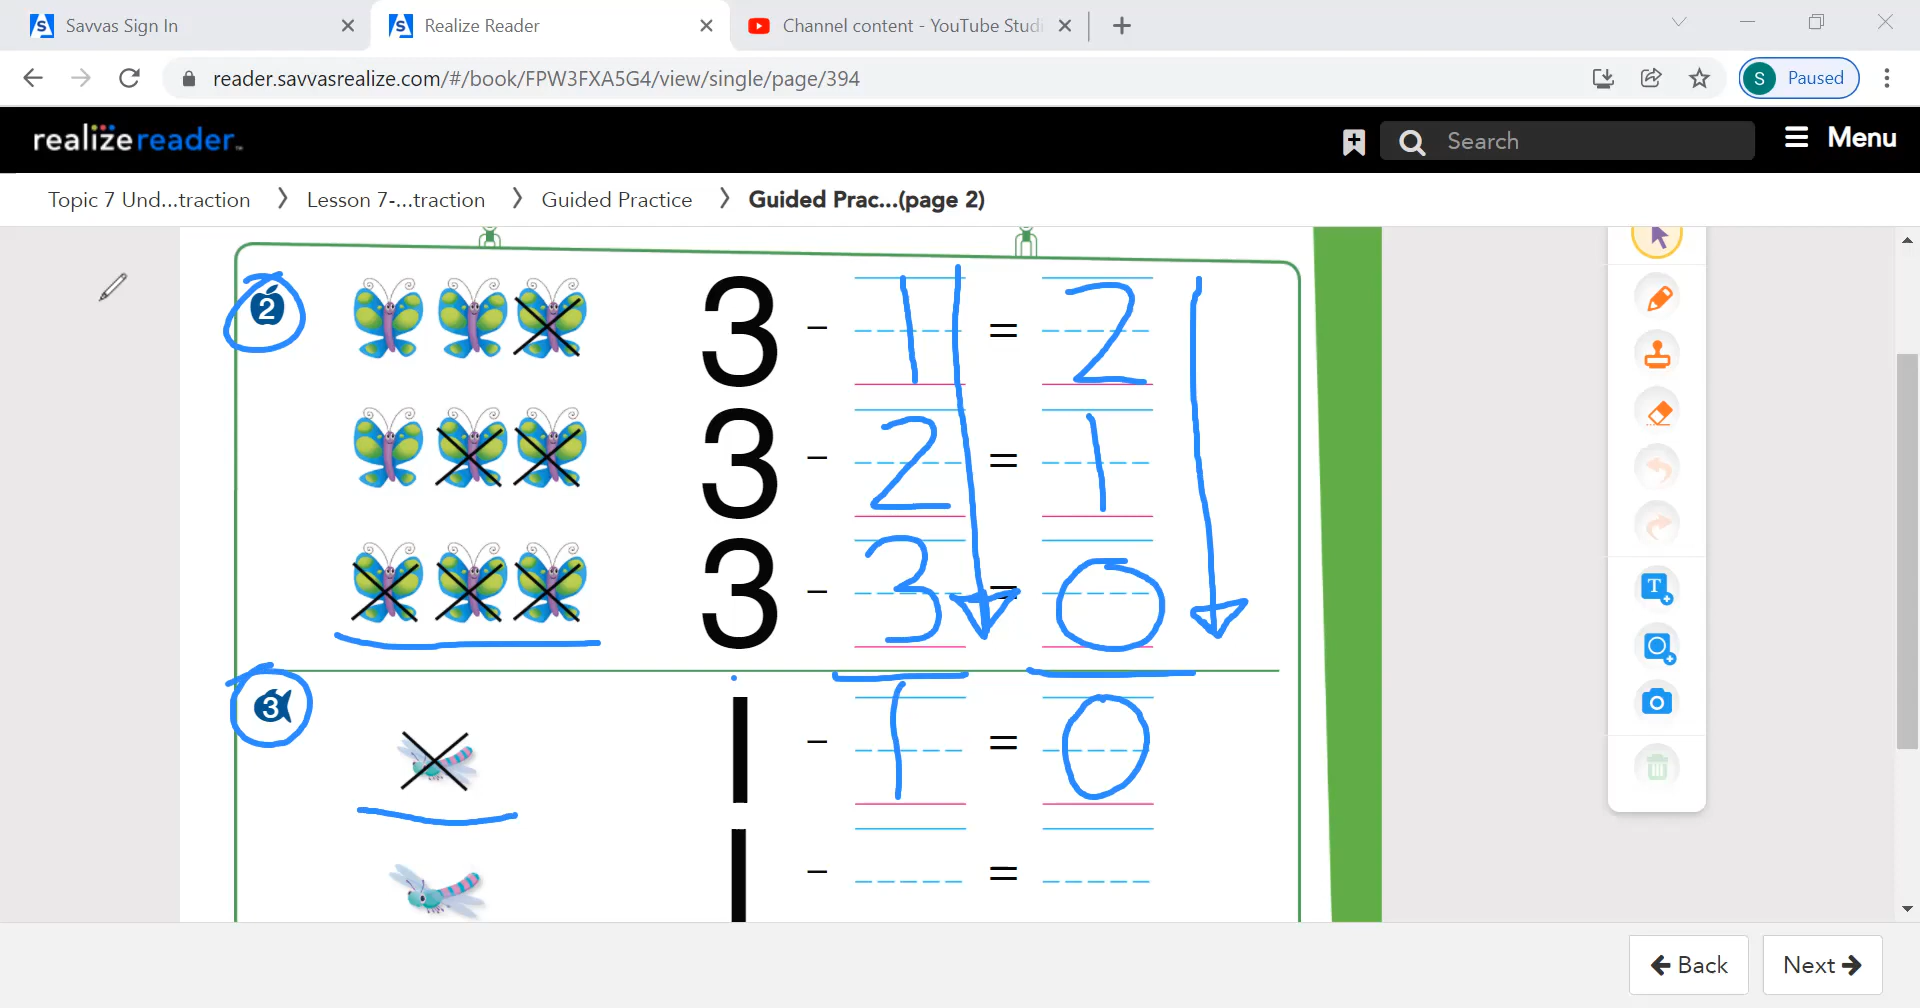 Savvas Sign In
Realize Reader
Channel content - YouTube Studi
reader.savvasrealize.com/#/book/FPW3FXA5G4/view/single/page/394
S Paused
realizereader™
Search
Menu
Topic 7 Und...traction
Lesson 7-...traction
Guided Practice
Guided Prac...(page 2)
2
3 - 1 = 2
3 - 2 = 1
3 - 3 = 0
3
1 - 1 = 0
1 - =
T
Back
Next